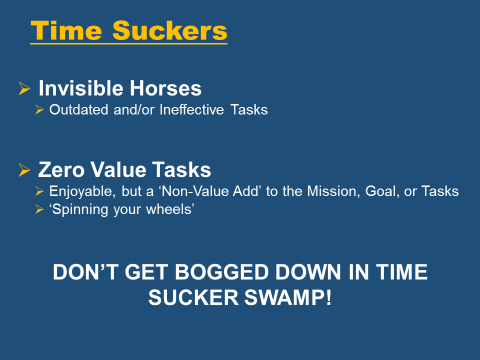 Time Suckers
Invisible Horses
Outdated and/or Ineffective Tasks
Zero Value Tasks
Enjoyable, but a ‘Non-Value Add’ to the Mission, Goal, or Tasks
‘Spinning your wheels’
DON’T GET BOGGED DOWN IN TIME
SUCKER SWAMP!